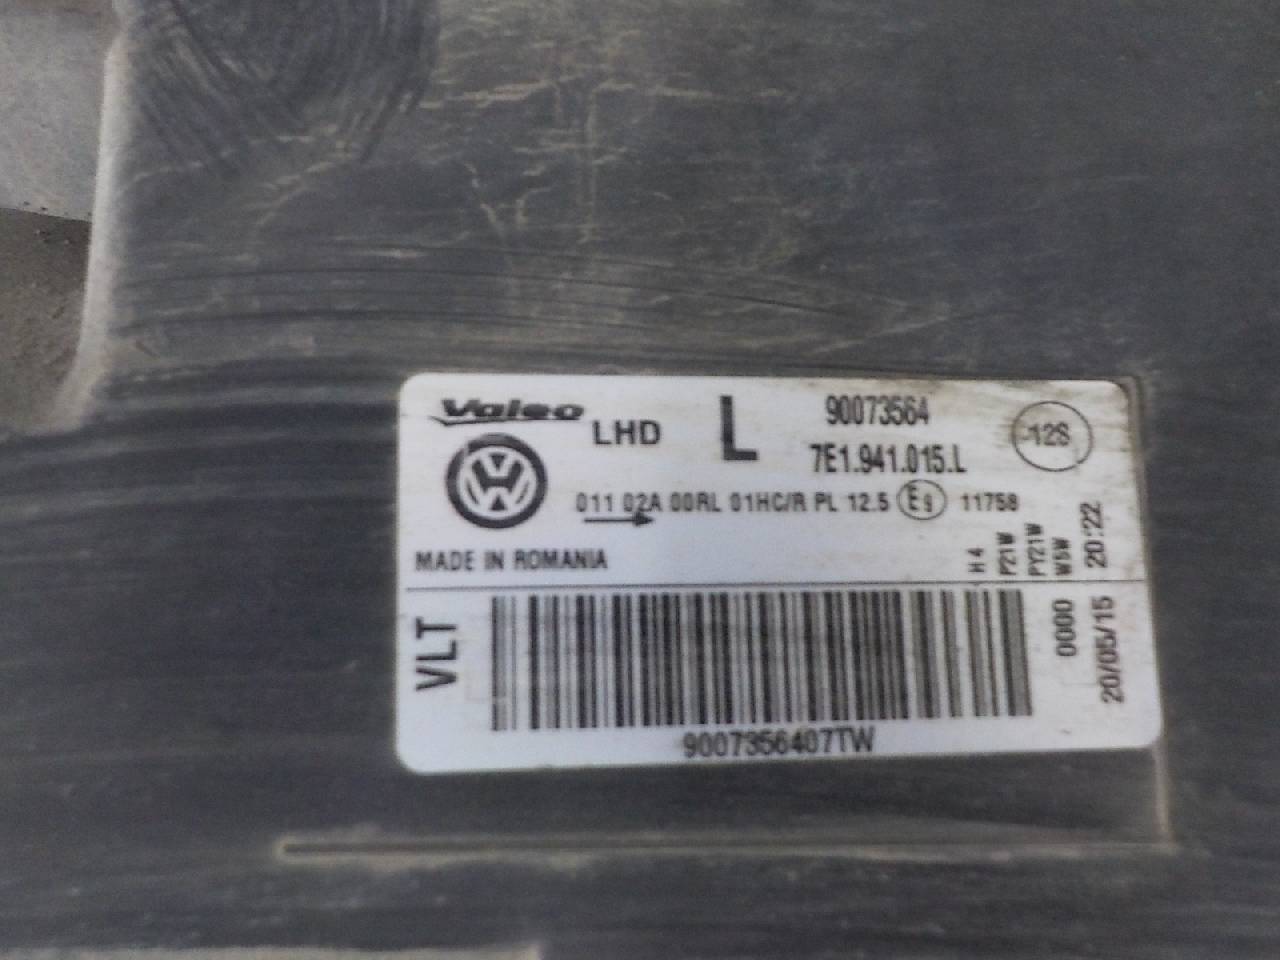 Valeo LHD L 90073564
7E1.941.015.L
-12S
011 02A 00RL 01HC/R PL 12.5 E9 11758
MADE IN ROMANIA
H4
P21W
PY21W
W5W
20:22
VLT
0000
20/05/15
9007356407TW